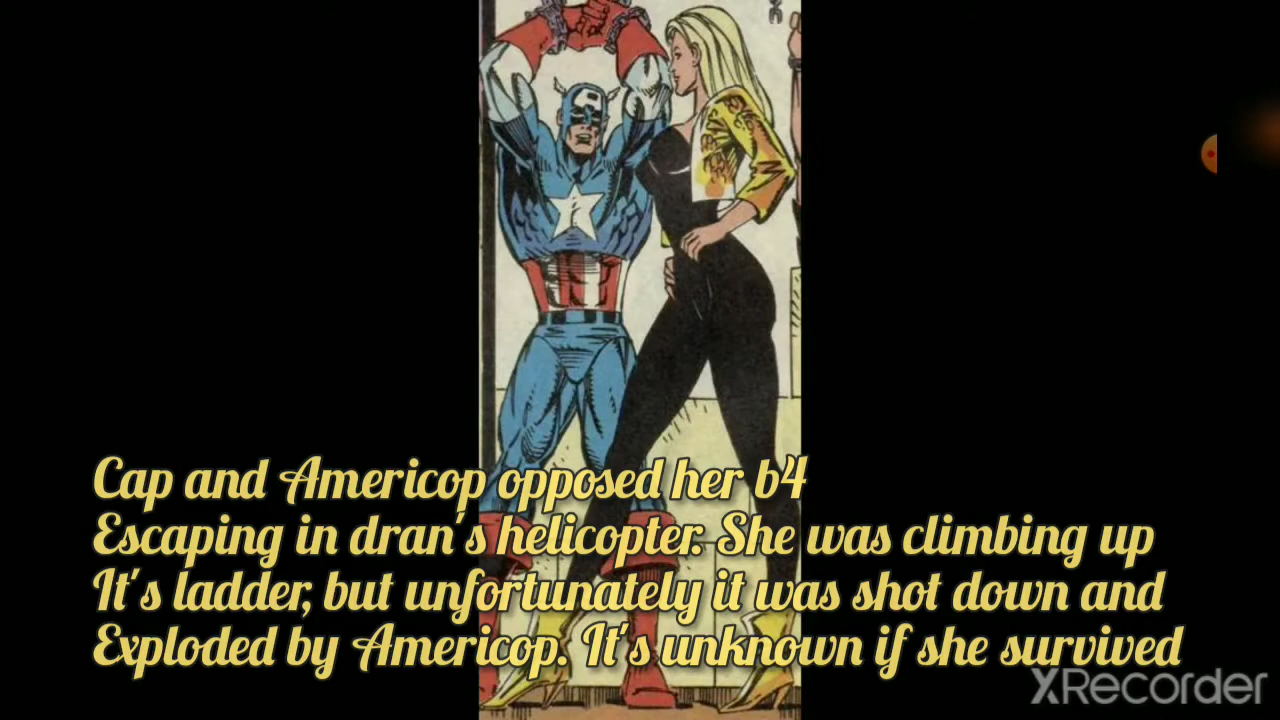 Cap and Americop opposed her b4
Escaping in dran's helicopter. She was climbing up
It's ladder, but unfortunately it was shot down and
Exploded by Americop. It's unknown if she survived
XRecorder